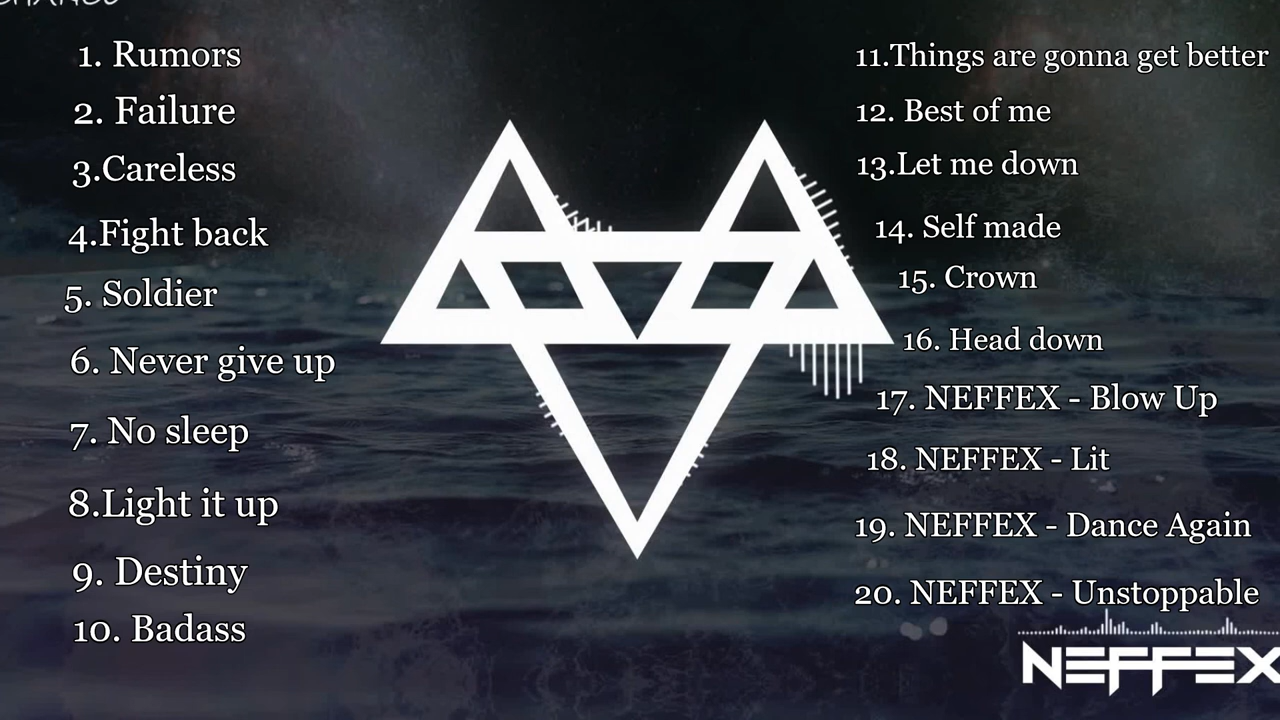 1. Rumors
2. Failure
3.Careless
4.Fight back
5. Soldier
6. Never give up
7. No sleep
8.Light it up
9. Destiny
10. Badass
11.Things are gonna get better
12. Best of me
13.Let me down
14. Self made
15. Crown
16. Head down
17. NEFFEX - Blow Up
18. NEFFEX - Lit
19. NEFFEX - Dance Again
20. NEFFEX - Unstoppable
NEFFEX